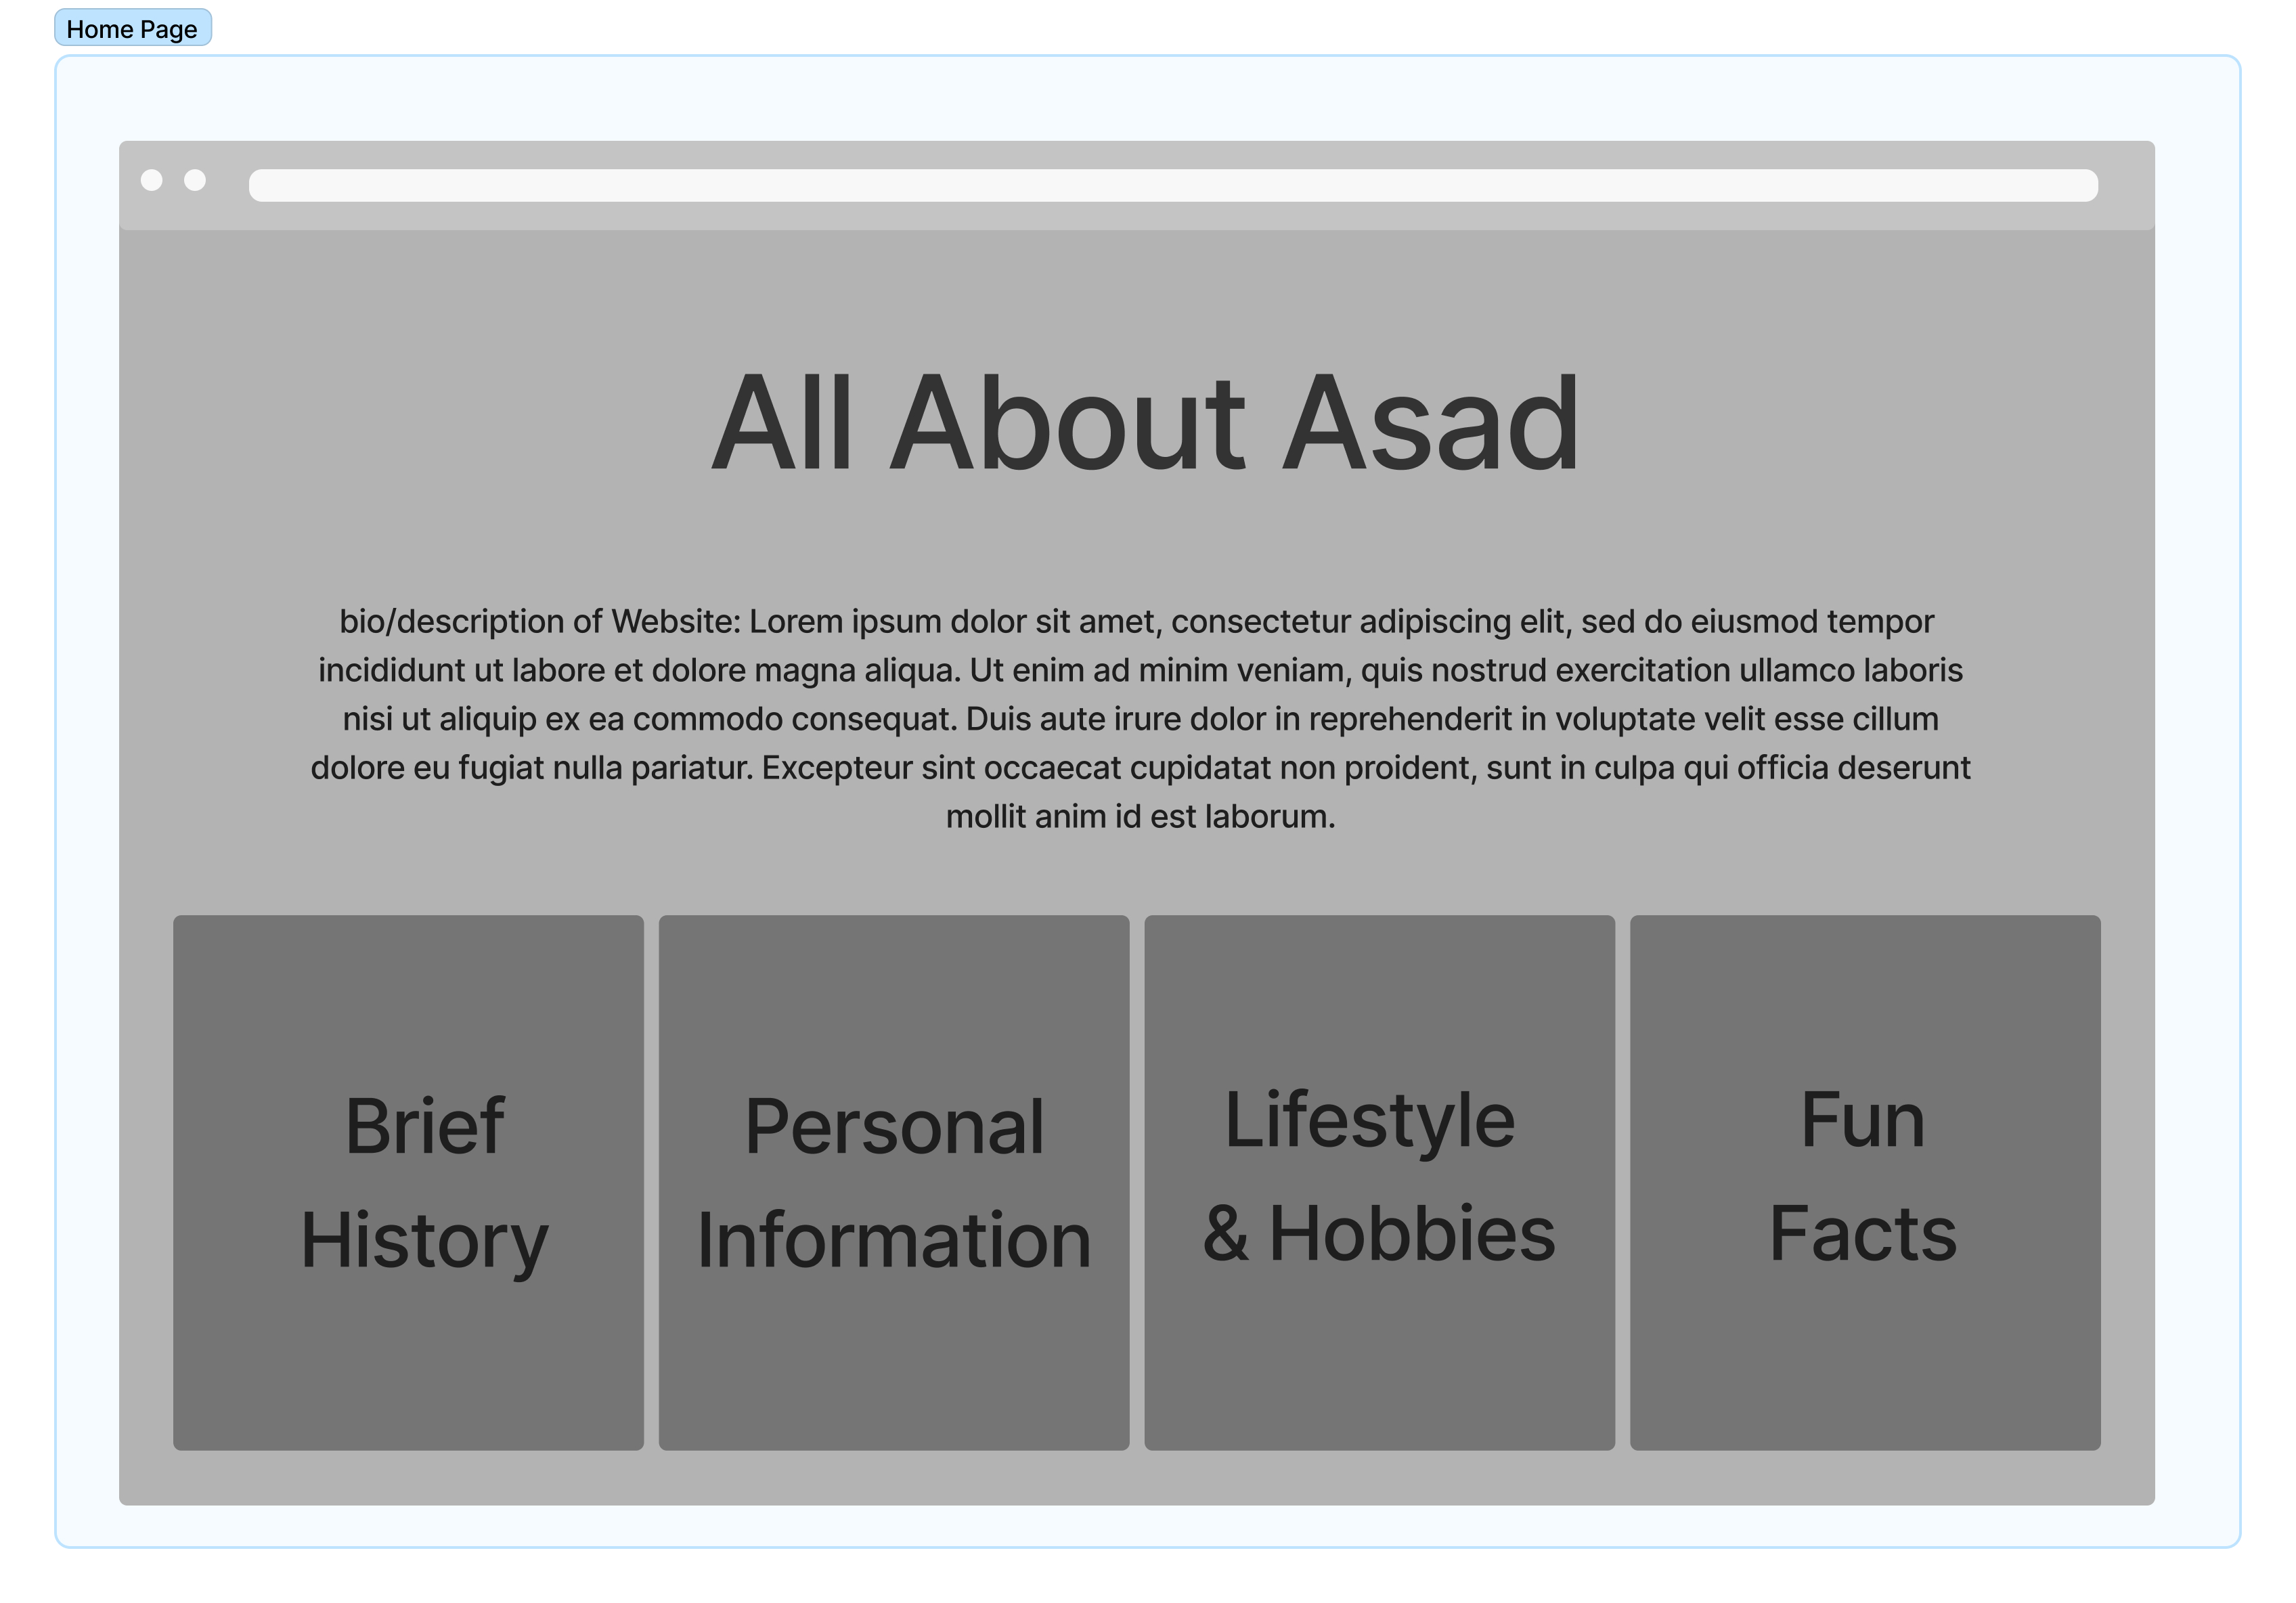 Home Page
All About Asad
bio/description of Website: Lorem ipsum dolor sit amet, consectetur adipiscing elit, sed do eiusmod tempor
incididunt ut labore et dolore magna aliqua. Ut enim ad minim veniam, quis nostrud exercitation ullamco laboris
nisi ut aliquip ex ea commodo consequat. Duis aute irure dolor in reprehenderit in voluptate velit esse cillum
dolore eu fugiat nulla pariatur. Excepteur sint occaecat cupidatat non proident, sunt in culpa qui officia deserunt
mollit anim id est laborum.
Brief
History
Personal
Information
Lifestyle
& Hobbies
Fun
Facts